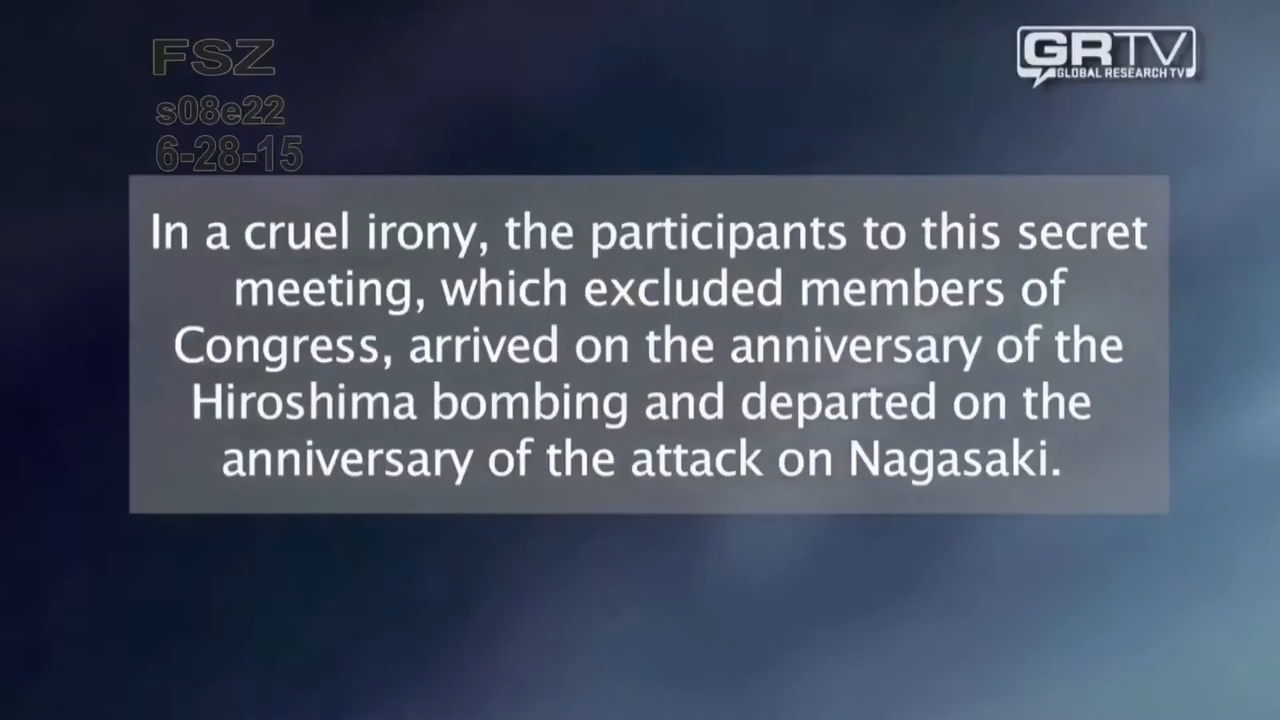 FSZ
s08e22
6-28-15
GRTV
GLOBAL RESEARCH TV
In a cruel irony, the participants to this secret
meeting, which excluded members of
Congress, arrived on the anniversary of the
Hiroshima bombing and departed on the
anniversary of the attack on Nagasaki.